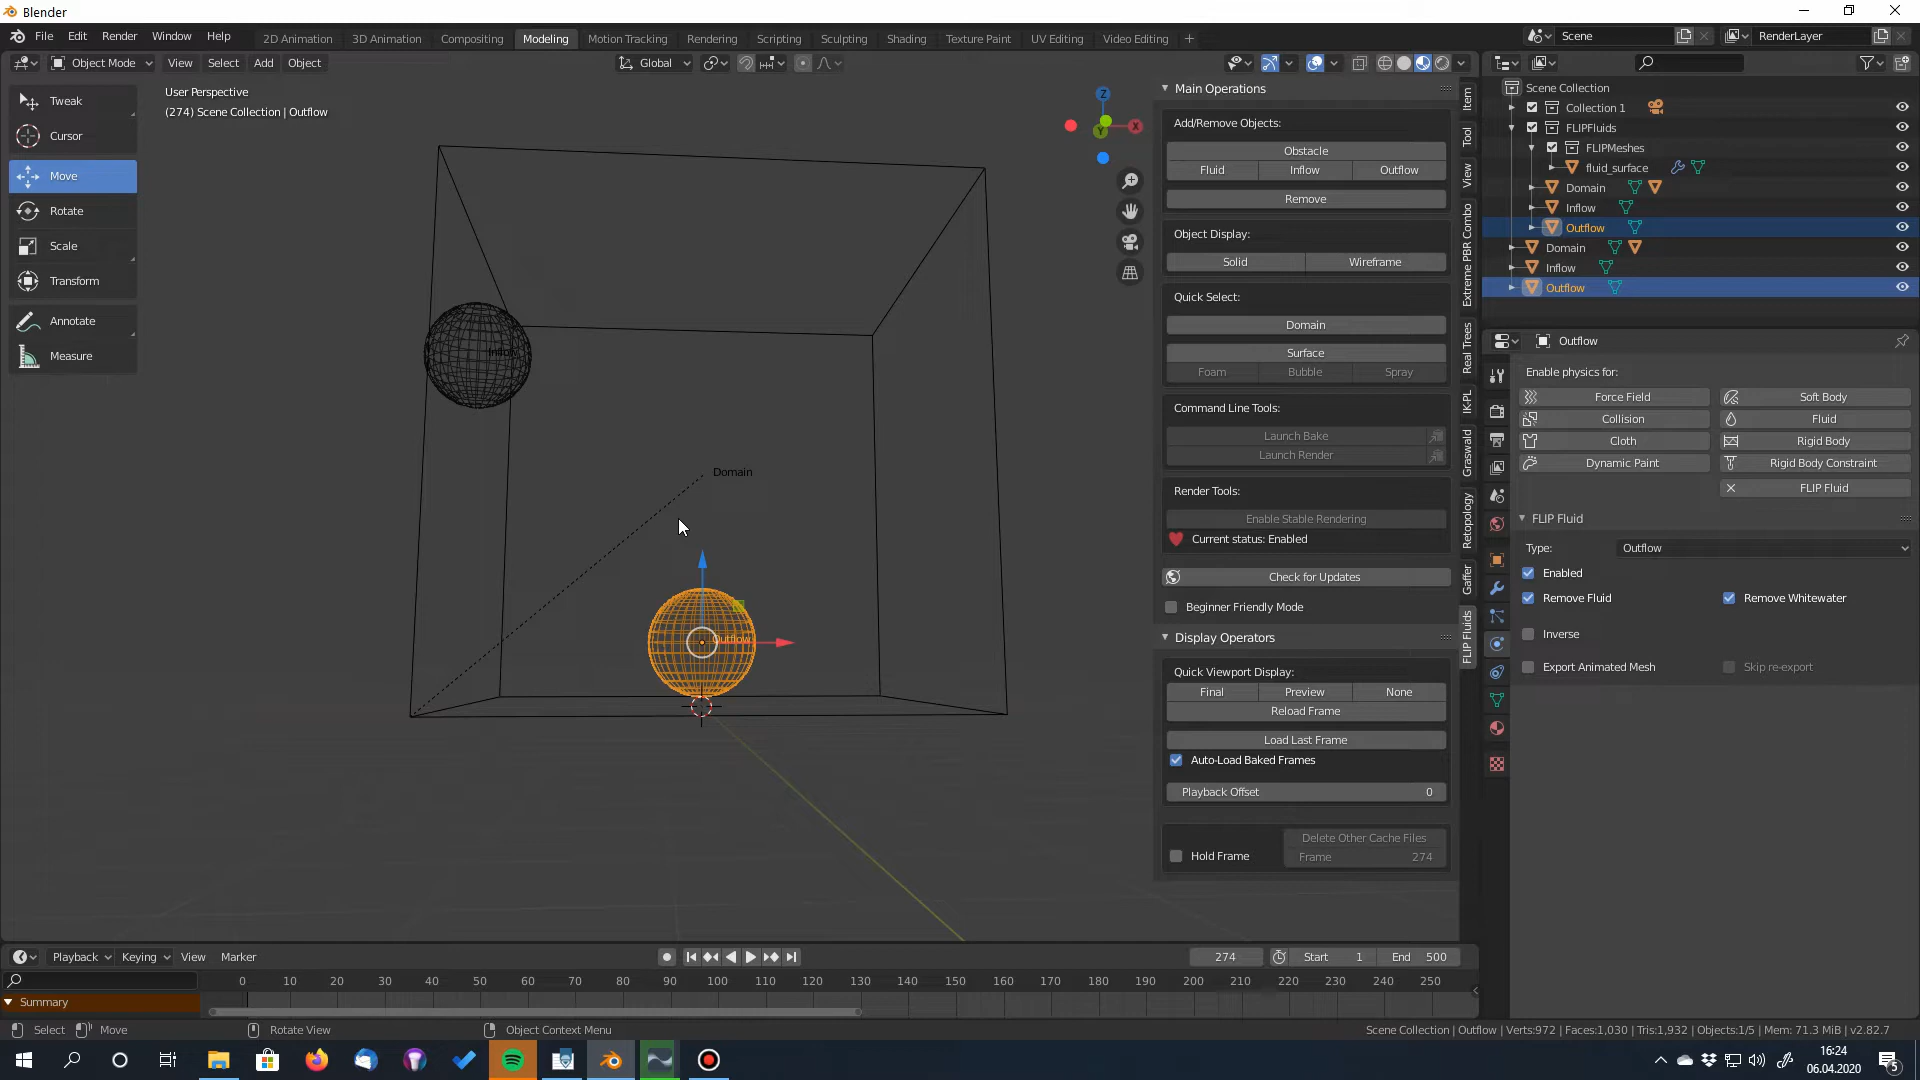 Blender
File Edit Render Window Help
2D Animation 3D Animation Compositing Modeling Motion Tracking Rendering Scripting Sculpting Shading Texture Paint UV Editing Video Editing +
Scene RenderLayer
Object Mode View Select Add Object
Global
Tweak
Cursor
Move
Rotate
Scale
Transform
Annotate
Measure
User Perspective
(274) Scene Collection | Outflow
Z
X
Y
Inflow
Domain
Outflow
Main Operations
Add/Remove Objects:
Obstacle
Fluid Inflow Outflow
Remove
Object Display:
Solid Wireframe
Quick Select:
Domain
Surface
Foam Bubble Spray
Command Line Tools:
Launch Bake
Launch Render
Render Tools:
Enable Stable Rendering
Current status: Enabled
Check for Updates
Beginner Friendly Mode
Display Operators
Quick Viewport Display:
Final Preview None
Reload Frame
Load Last Frame
Auto-Load Baked Frames
Playback Offset 0
Delete Other Cache Files
Hold Frame
Frame 274
Item
Tool
View
Extreme PBR Combo
Real Trees
IK-PL
Graswald
Retopology
Gaffer
FLIP Fluids
Scene Collection
Collection 1
FLIPFluids
FLIPMeshes
fluid_surface
Domain
Inflow
Outflow
Domain
Inflow
Outflow
Outflow
Enable physics for:
Force Field Soft Body
Collision Fluid
Cloth Rigid Body
Dynamic Paint Rigid Body Constraint
FLIP Fluid
FLIP Fluid
Type: Outflow
Enabled
Remove Fluid Remove Whitewater
Inverse
Export Animated Mesh Skip re-export
Playback Keying View Marker
274 Start 1 End 500
0 10 20 30 40 50 60 70 80 90 100 110 120 130 140 150 160 170 180 190 200 210 220 230 240 250
Summary
Select Move Rotate View Object Context Menu
Scene Collection | Outflow | Verts:972 | Faces:1,030 | Tris:1,932 | Objects:1/5 | Mem: 71.3 MiB | v2.82.7
16:24
06.04.2020
5